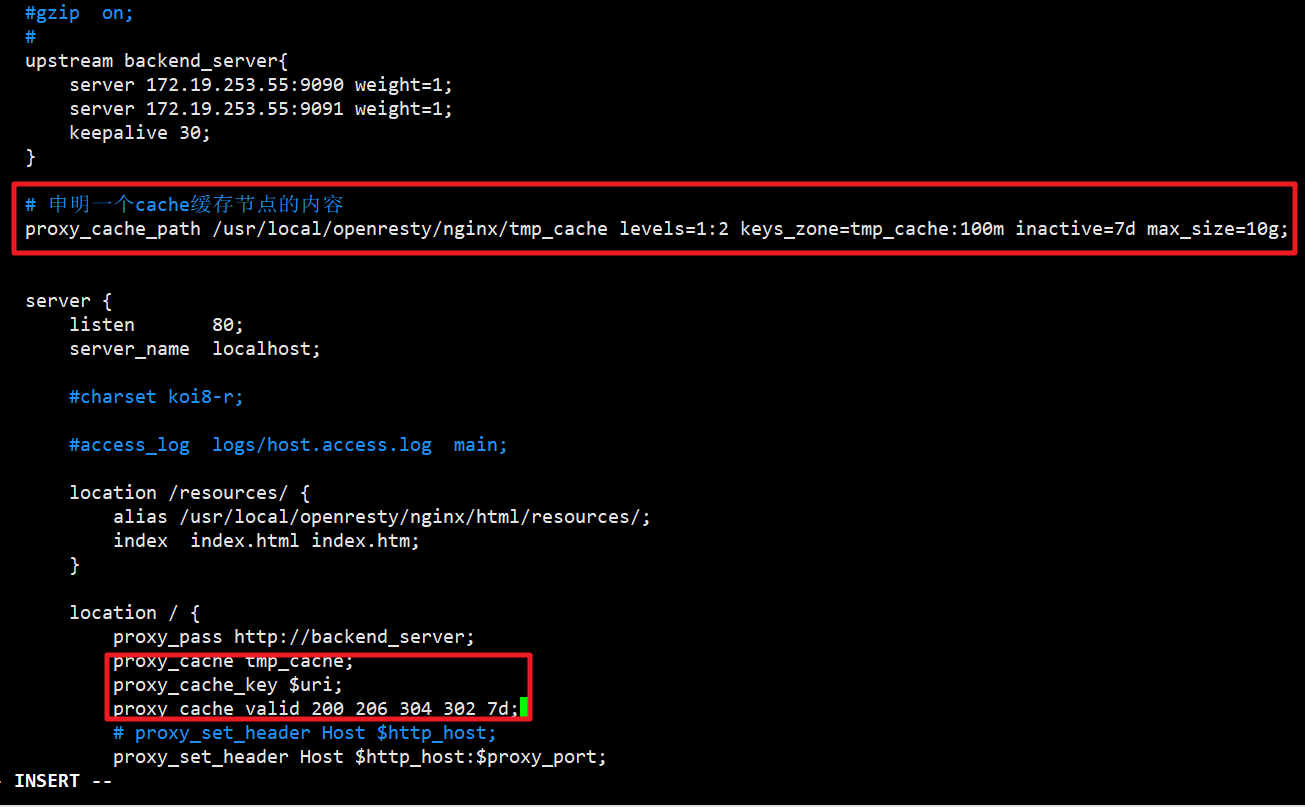 #gzip  on;
#
upstream backend_server{
    server 172.19.253.55:9090 weight=1;
    server 172.19.253.55:9091 weight=1;
    keepalive 30;
}
# 申明一个cache缓存节点的内容
proxy_cache_path /usr/local/openresty/nginx/tmp_cache levels=1:2 keys_zone=tmp_cache:100m inactive=7d max_size=10g;
server {
    listen       80;
    server_name  localhost;
    #charset koi8-r;
    #access_log  logs/host.access.log  main;
    location /resources/ {
        alias /usr/local/openresty/nginx/html/resources/;
        index  index.html index.htm;
    }
    location / {
        proxy_pass http://backend_server;
        proxy_cache tmp_cache;
        proxy_cache_key $uri;
        proxy_cache_valid 200 206 304 302 7d;
        # proxy_set_header Host $http_host;
        proxy_set_header Host $http_host:$proxy_port;
- INSERT --